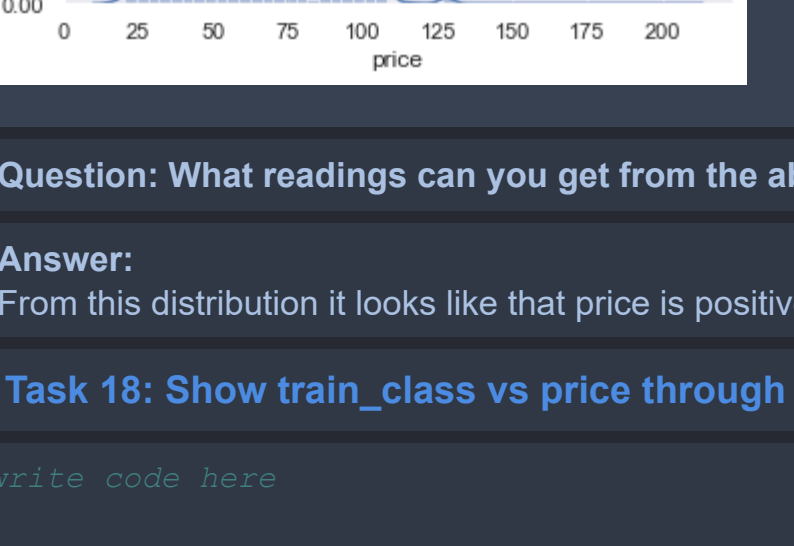 0.00
0 25 50 75 100 125 150 175 200
price
Question: What readings can you get from the
Answer:
From this distribution it looks like that price is
Task 18: Show train_class vs price through
write code here